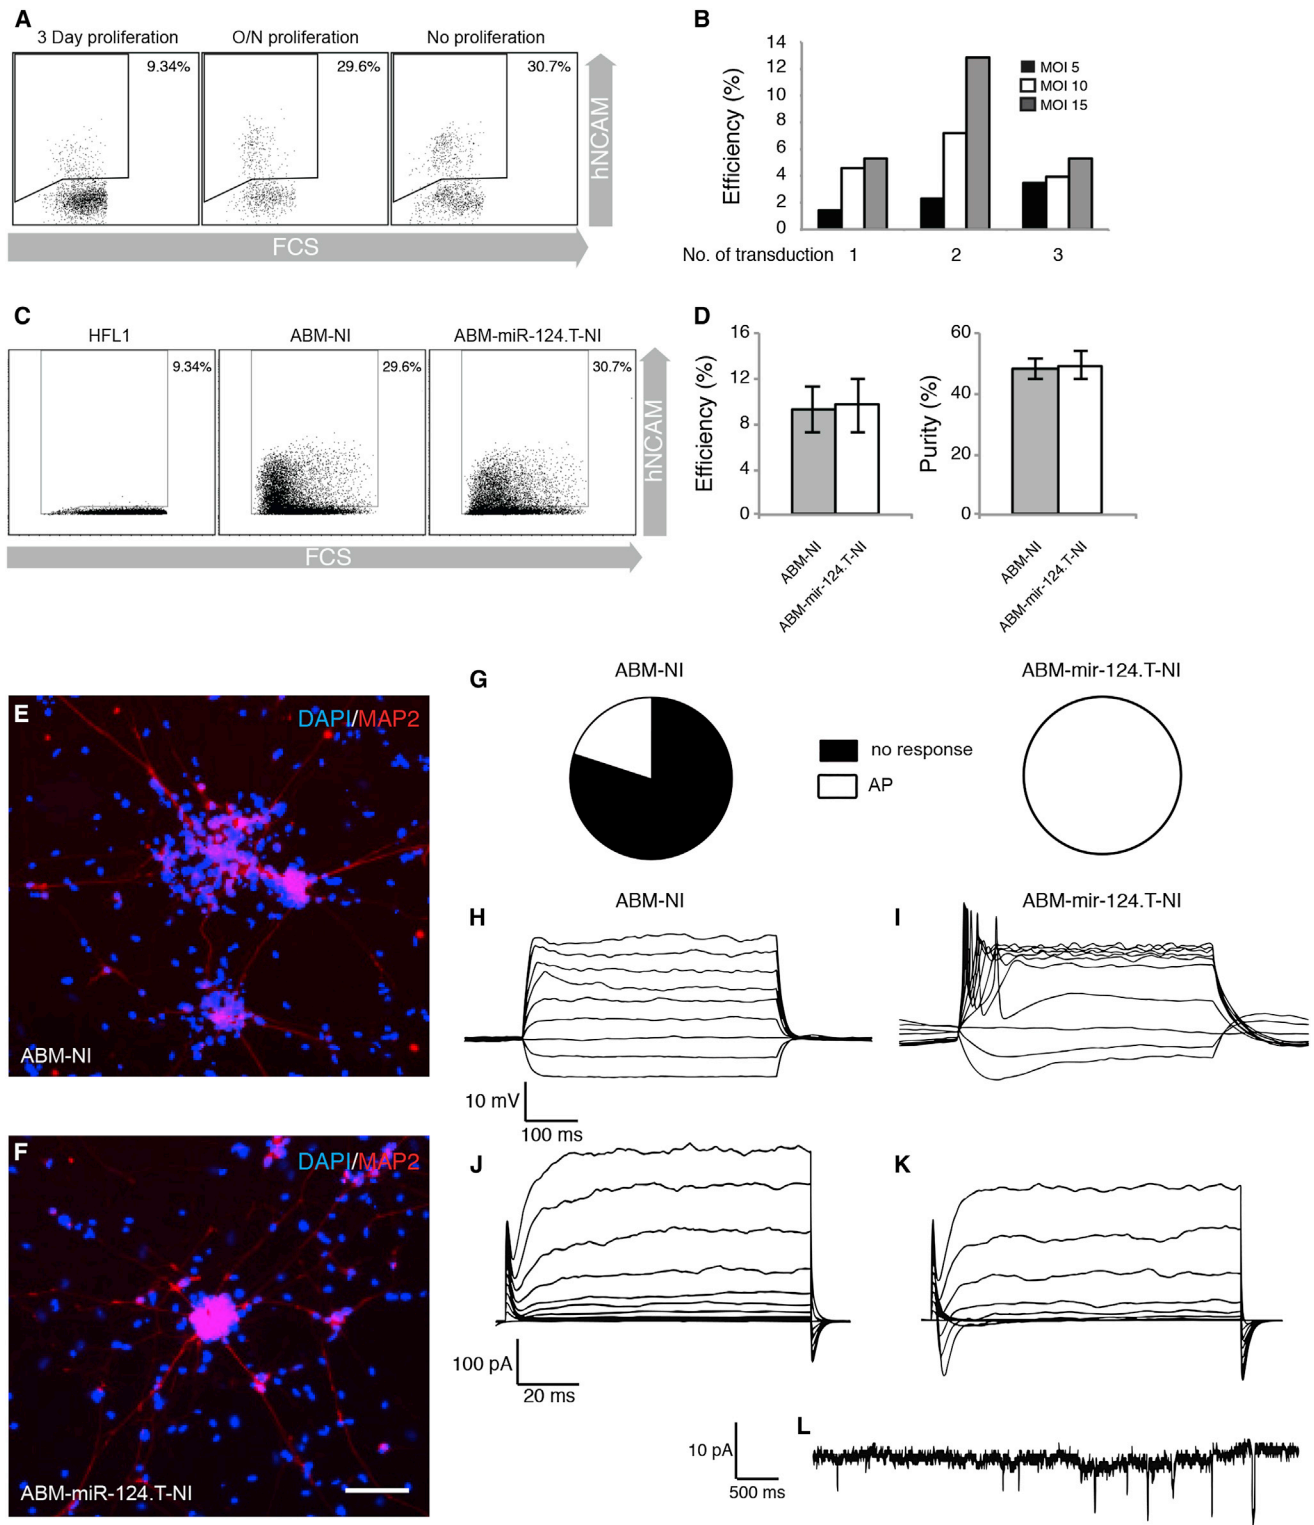 A
3 Day proliferation
O/N proliferation
No proliferation
9.34%
29.6%
30.7%
hNCAM
FCS
B
Efficiency (%)
14
12
10
8
6
4
2
0
MOI 5
MOI 10
MOI 15
No. of transduction 1 2 3
C
HFL1
ABM-NI
ABM-miR-124.T-NI
9.34%
29.6%
30.7%
hNCAM
FCS
D
Efficiency (%)
16
12
8
4
0
ABM-NI
ABM-mir-124.T-NI
Purity (%)
60
40
20
0
ABM-NI
ABM-mir-124.T-NI
E
DAPI/MAP2
ABM-NI
F
DAPI/MAP2
ABM-miR-124.T-NI
G
ABM-NI
no response
AP
ABM-mir-124.T-NI
H
ABM-NI
10 mV
100 ms
I
ABM-mir-124.T-NI
J
100 pA
20 ms
K
L
10 pA
500 ms